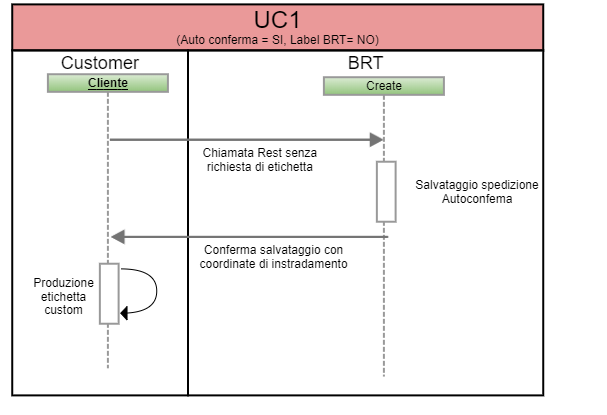 UC1
(Auto conferma = SI, Label BRT= NO)
Customer
BRT
Cliente
Create
Chiamata Rest senza
richiesta di etichetta
Salvataggio spedizione
Autoconfema
Conferma salvataggio con
coordinate di instradamento
Produzione
etichetta
custom